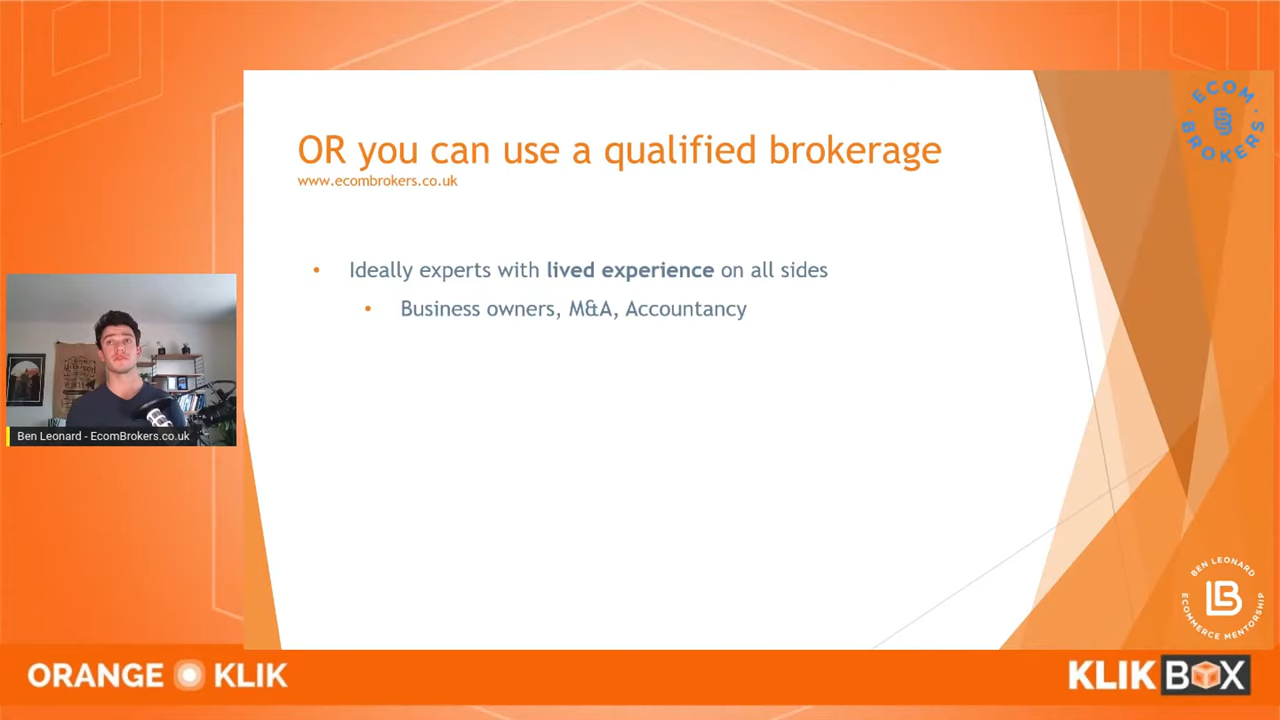 OR you can use a qualified brokerage
www.ecombrokers.co.uk
• Ideally experts with lived experience on all sides
• Business owners, M&A, Accountancy
ECOM BROKERS
Ben Leonard - EcomBrokers.co.uk
BEN LEONARD
LB
ECOMMERCE MENTORSHIP
ORANGE KLIK
KLIK BOX